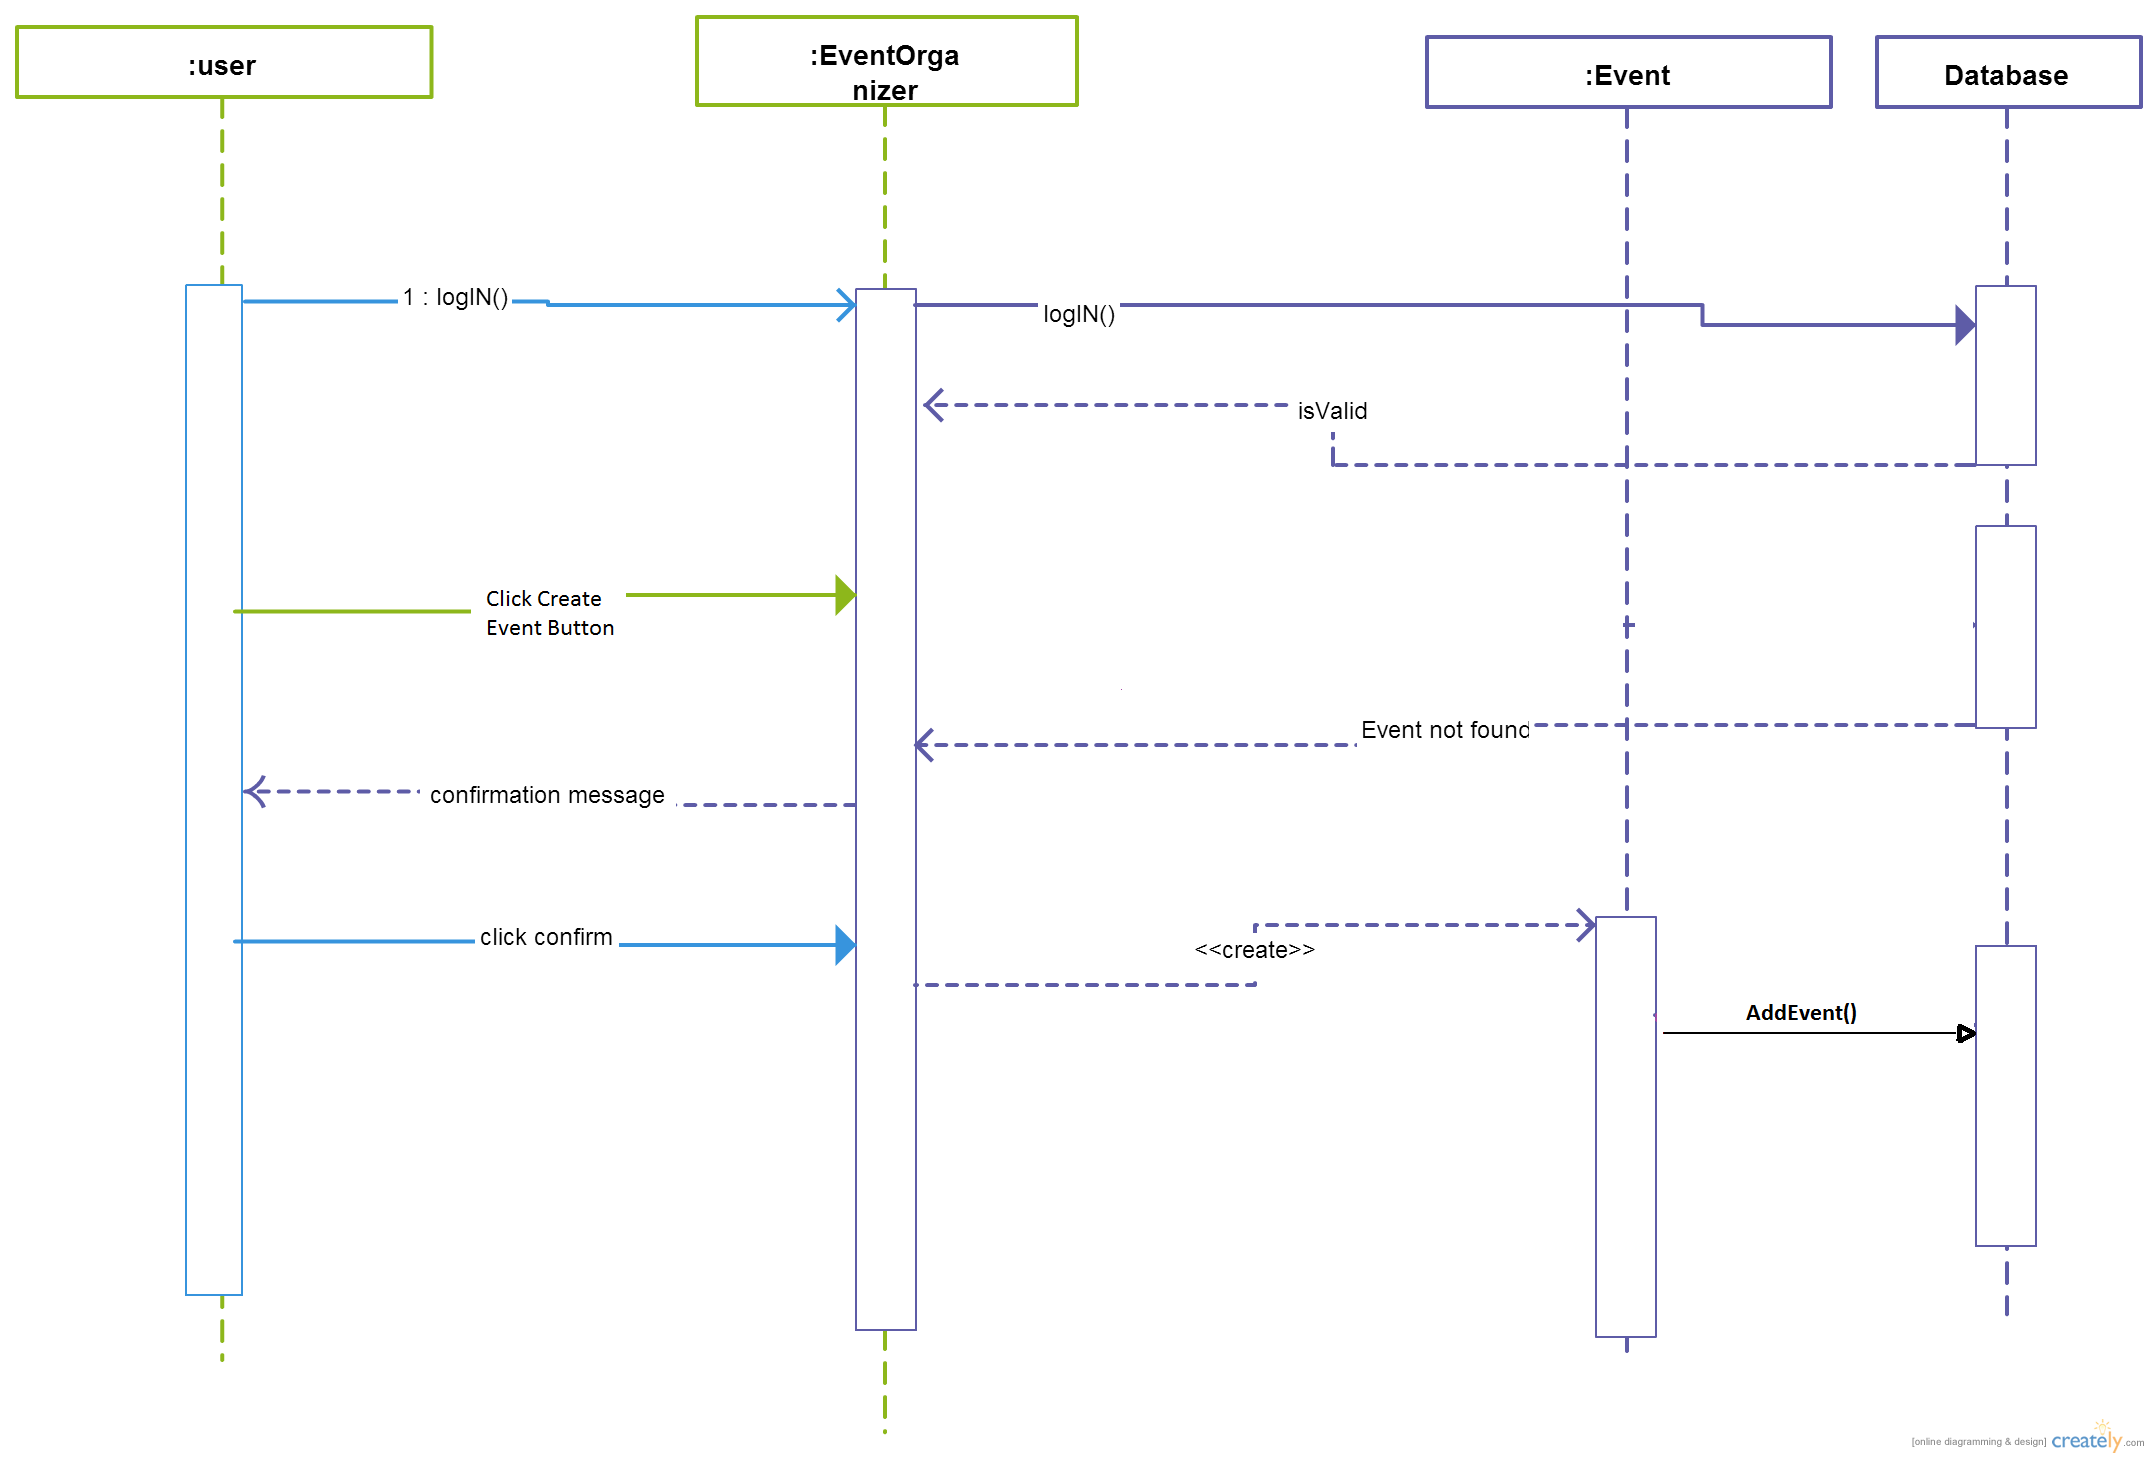 :user
:EventOrga
nizer
:Event
Database
1 : logIN()
logIN()
isValid
Click Create
Event Button
Event not found
confirmation message
click confirm
<<create>>
AddEvent()
[online diagramming & design] creately.com